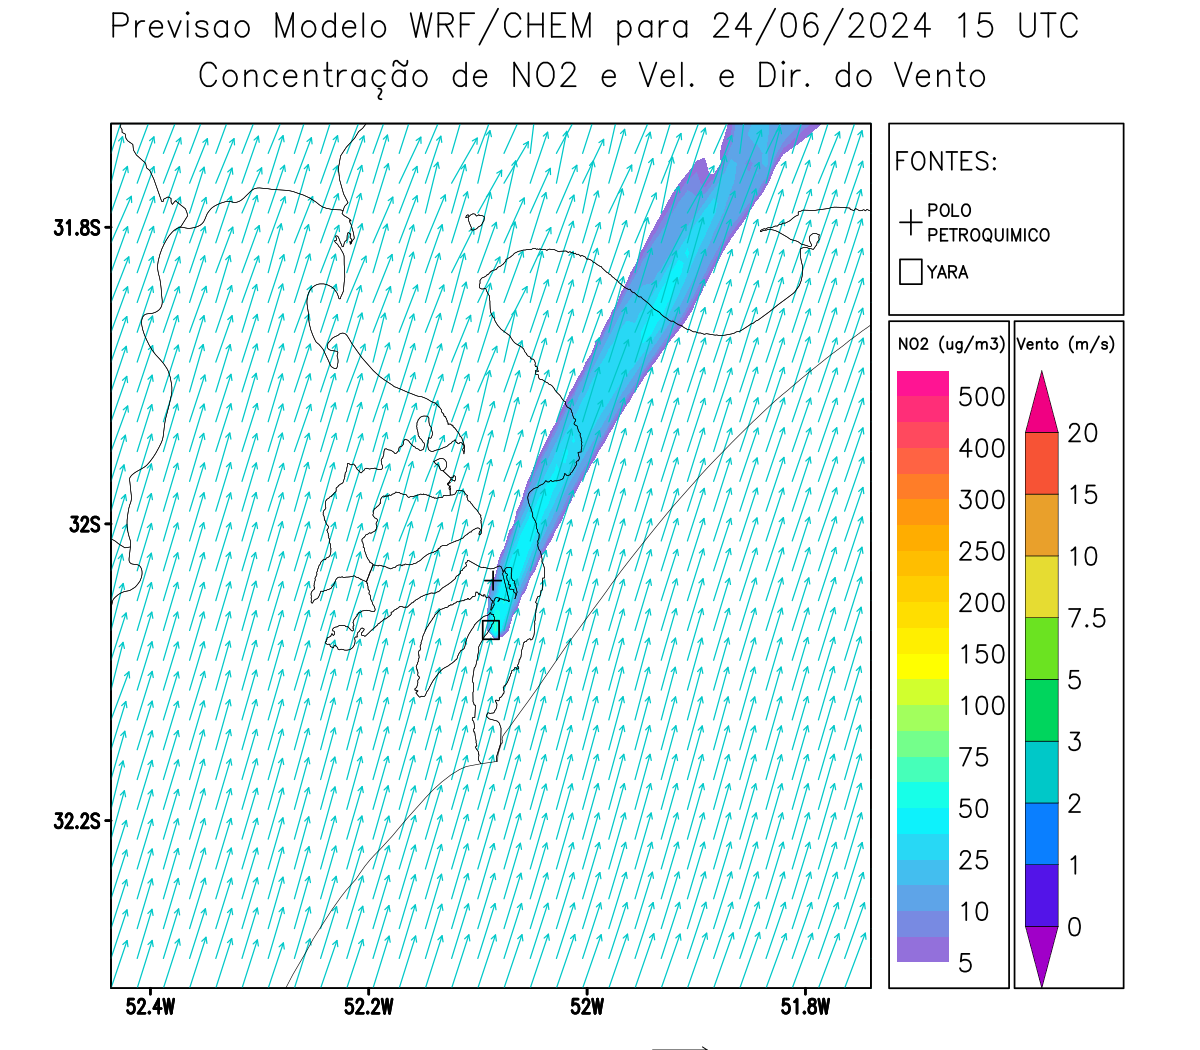 Previsao Modelo WRF/CHEM para 24/06/2024 15 UTC
Concentração de NO2 e Vel. e Dir. do Vento
FONTES:
POLO
PETROQUIMICO
YARA
NO2 (ug/m3)
500
400
300
250
200
150
100
75
50
25
10
5
Vento (m/s)
20
15
10
7.5
5
3
2
1
0
31.8S
32S
32.2S
52.4W
52.2W
52W
51.8W